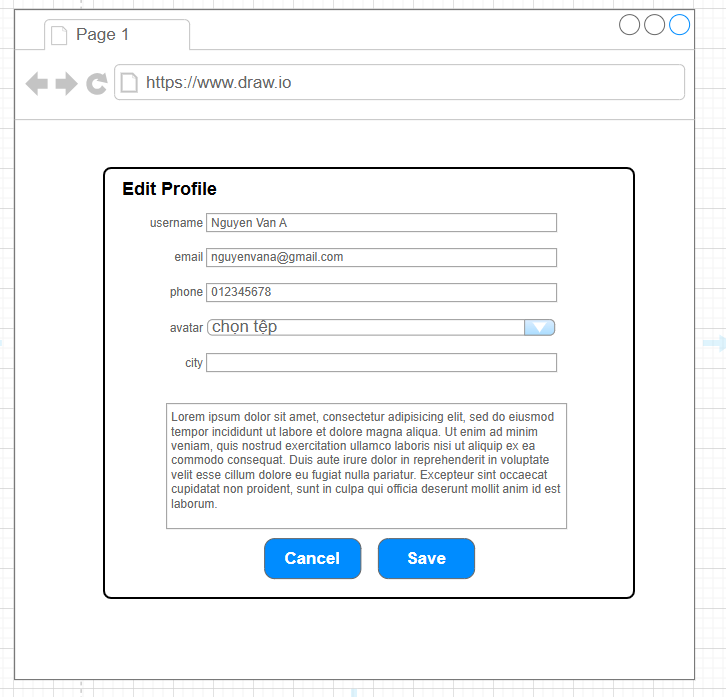 Page 1
https://www.draw.io
Edit Profile
username Nguyen Van A
email nguyenvana@gmail.com
phone 012345678
avatar chọn tệp
city
Lorem ipsum dolor sit amet, consectetur adipisicing elit, sed do eiusmod
tempor incididunt ut labore et dolore magna aliqua. Ut enim ad minim
veniam, quis nostrud exercitation ullamco laboris nisi ut aliquip ex ea
commodo consequat. Duis aute irure dolor in reprehenderit in voluptate
velit esse cillum dolore eu fugiat nulla pariatur. Excepteur sint occaecat
cupidatat non proident, sunt in culpa qui officia deserunt mollit anim id est
laborum.
Cancel Save